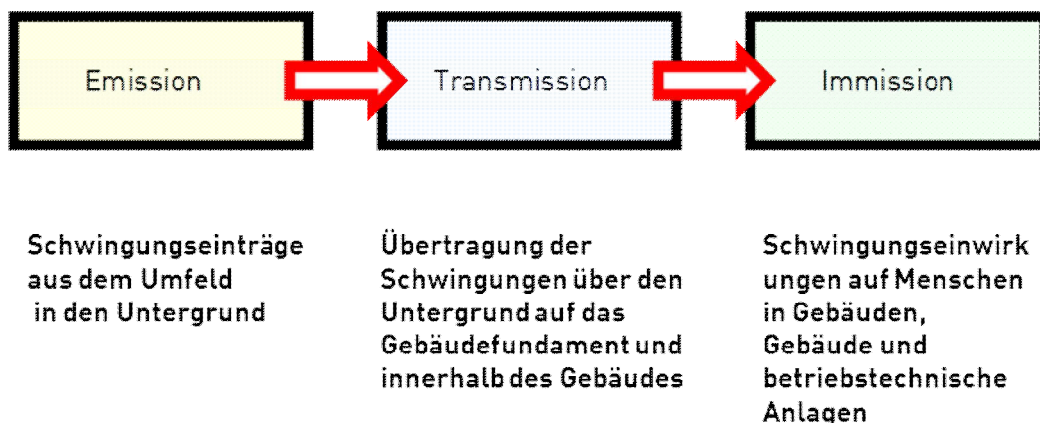 Emission
Transmission
Immission
Schwingungseinträge
aus dem Umfeld
in den Untergrund
Übertragung der
Schwingungen über den
Untergrund auf das
Gebäudefundament und
innerhalb des Gebäudes
Schwingungseinwirk
ungen auf Menschen
in Gebäuden,
Gebäude und
betriebstechnische
Anlagen